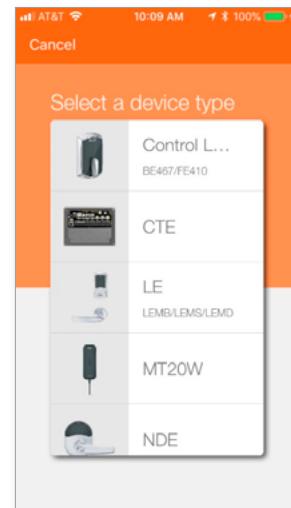 AT&T 10:09 AM 100%
Cancel
Select a device type
Control L...
BE467/FE410
CTE
LE
LEMB/LEMS/LEMD
MT20W
NDE